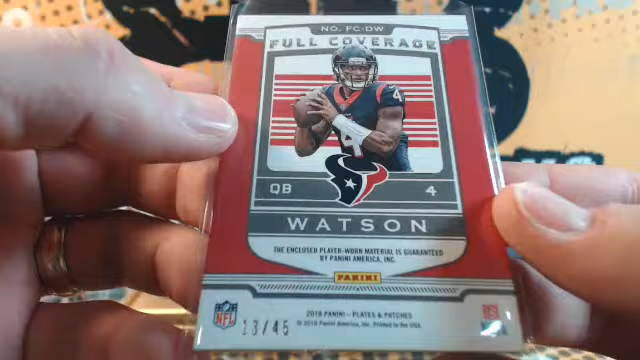 NO. FC-DW
FULL COVERAGE
4
4
QB 4
WATSON
THE ENCLOSED PLAYER-WORN MATERIAL IS GUARANTEED
BY PANINI AMERICA, INC.
PANINI
NFL
13/45
2018 PANINI – PLATES & PATCHES
© 2018 Panini America, Inc. Printed in the USA.